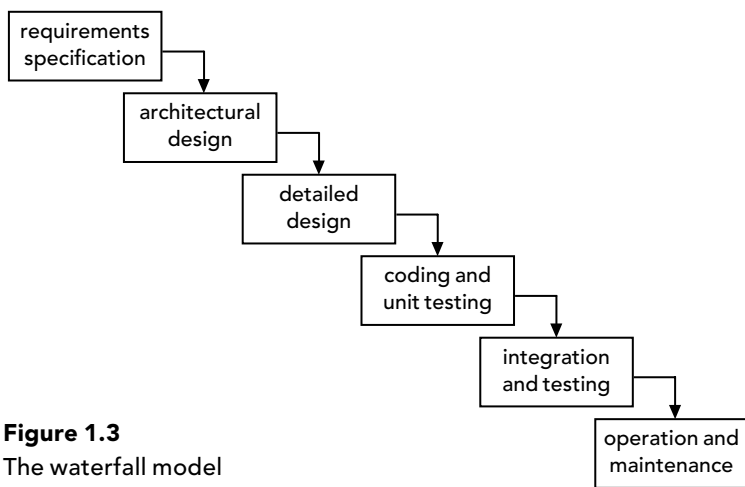 requirements
specification
architectural
design
detailed
design
coding and
unit testing
integration
and testing
operation and
maintenance
Figure 1.3
The waterfall model